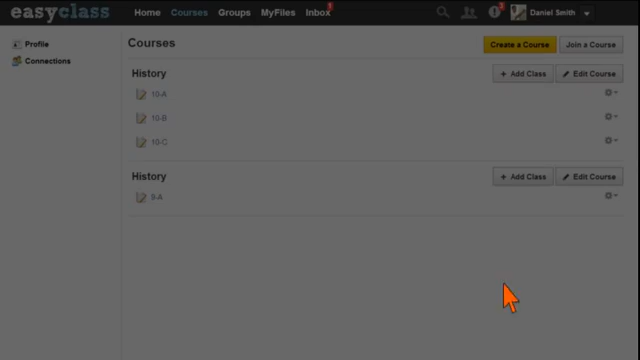 easyclass Home Courses Groups MyFiles Inbox Daniel Smith
Profile
Connections
Courses
Create a Course
Join a Course
History
+ Add Class
Edit Course
10-A
10-B
10-C
History
+ Add Class
Edit Course
9-A